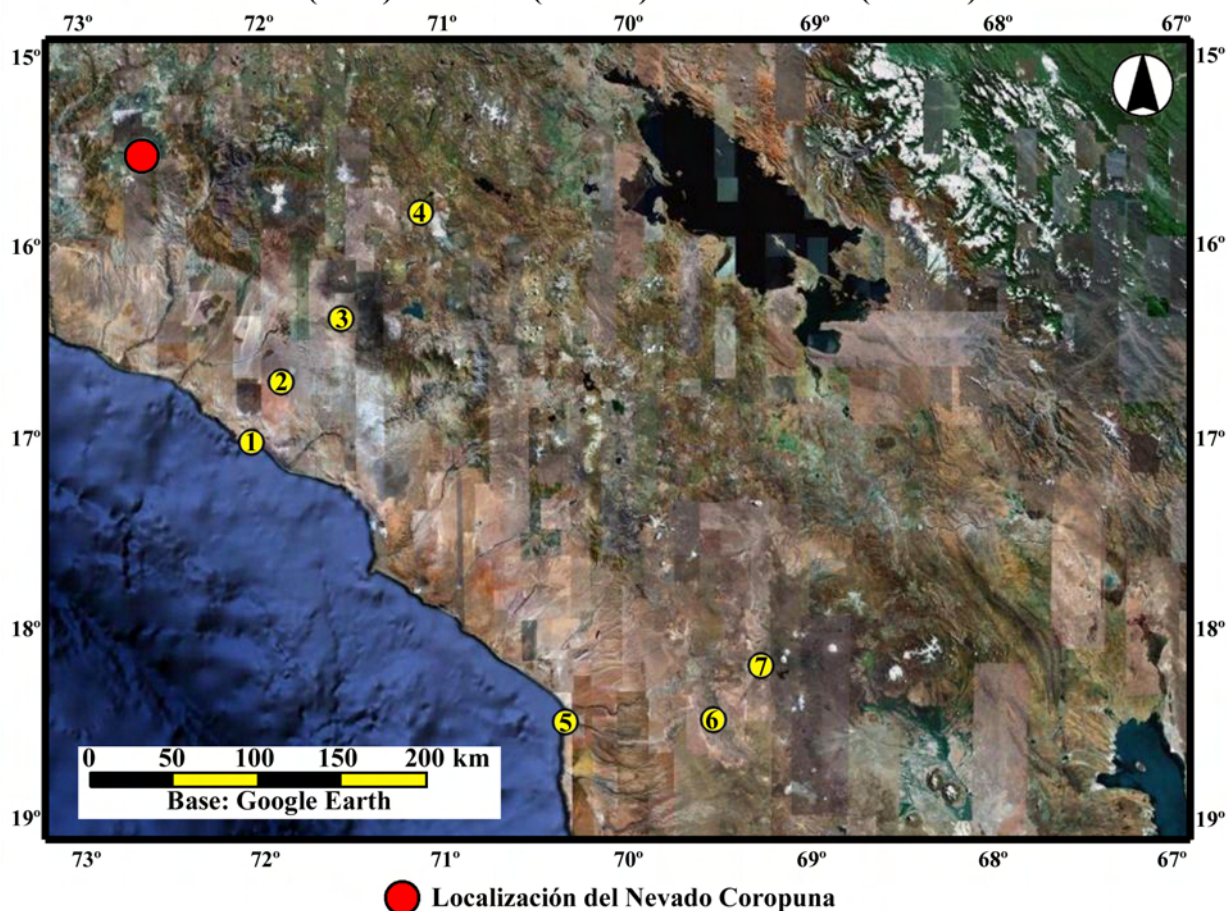 73º 72º 71º 70º 69º 68º 67º
15º 15º
4
16º 16º
3
2
1
17º 17º
18º 18º
7
5 6
0 50 100 150 200 km
Base: Google Earth
19º 19º
73º 72º 71º 70º 69º 68º 67º
Localización del Nevado Coropuna